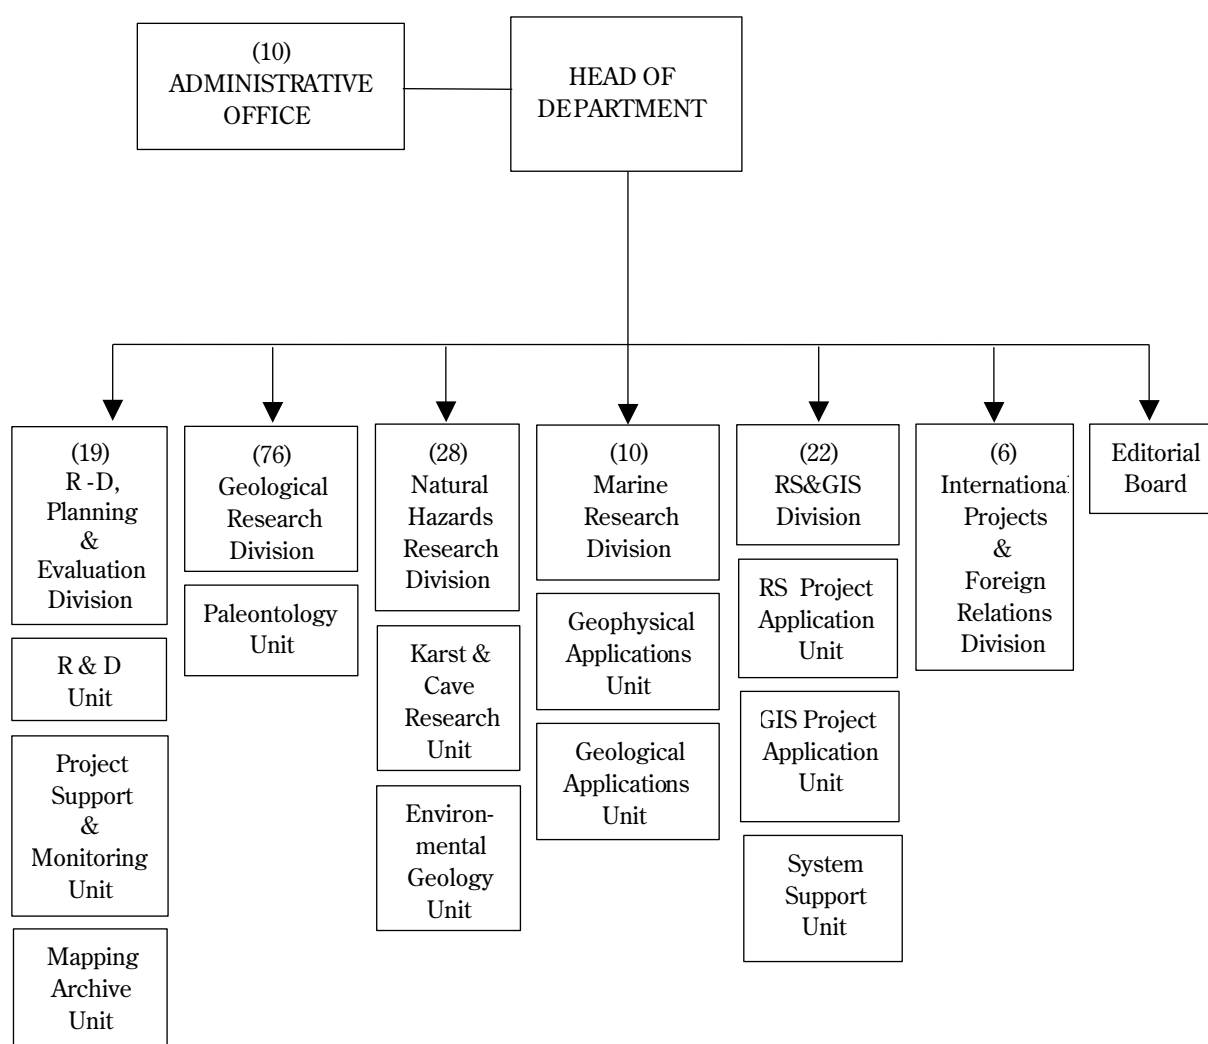 (10)
ADMINISTRATIVE
OFFICE
HEAD OF
DEPARTMENT
(19)
R -D,
Planning
&
Evaluation
Division
R & D
Unit
Project
Support
&
Monitoring
Unit
Mapping
Archive
Unit
(76)
Geological
Research
Division
Paleontology
Unit
(28)
Natural
Hazards
Research
Division
Karst &
Cave
Research
Unit
Environ-
mental
Geology
Unit
(10)
Marine
Research
Division
Geophysical
Applications
Unit
Geological
Applications
Unit
(22)
RS&GIS
Division
RS Project
Application
Unit
GIS Project
Application
Unit
System
Support
Unit
(6)
International
Projects
&
Foreign
Relations
Division
Editorial
Board